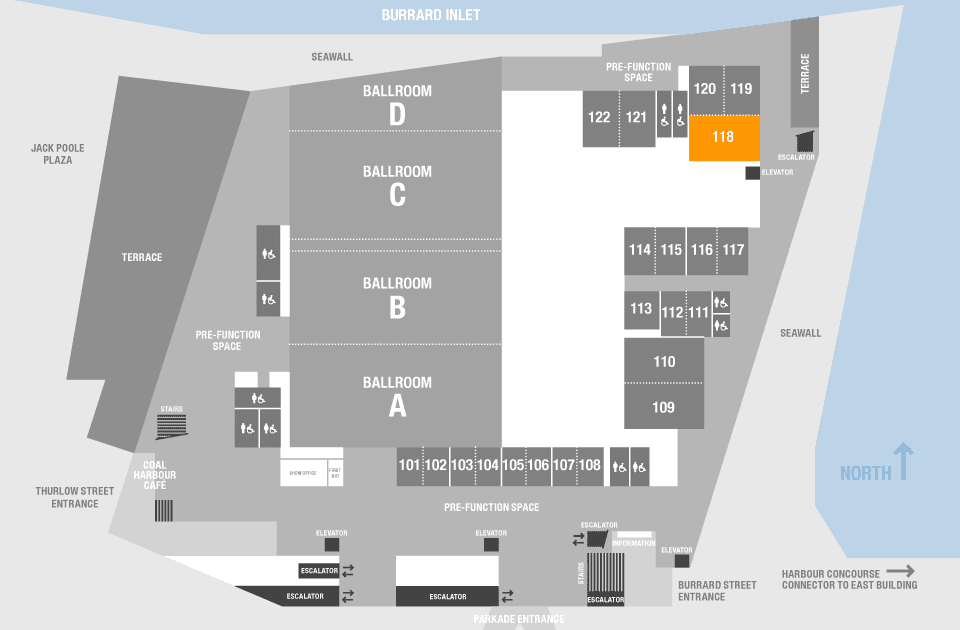 BURRARD INLET
SEAWALL
PRE-FUNCTION
SPACE
TERRACE
BALLROOM
D
120
119
122
121
118
ESCALATOR
ELEVATOR
JACK POOLE
PLAZA
BALLROOM
C
TERRACE
114
115
116
117
BALLROOM
B
113
112
111
SEAWALL
PRE-FUNCTION
SPACE
110
BALLROOM
A
109
STAIRS
COAL
HARBOUR
CAFÉ
SHOW OFFICE
FIRST
AID
101
102
103
104
105
106
107
108
NORTH
THURLOW STREET
ENTRANCE
PRE-FUNCTION SPACE
ELEVATOR
ELEVATOR
ESCALATOR
INFORMATION
ELEVATOR
ESCALATOR
STAIRS
ESCALATOR
ESCALATOR
ESCALATOR
BURRARD STREET
ENTRANCE
HARBOUR CONCOURSE
CONNECTOR TO EAST BUILDING
PARKADE ENTRANCE